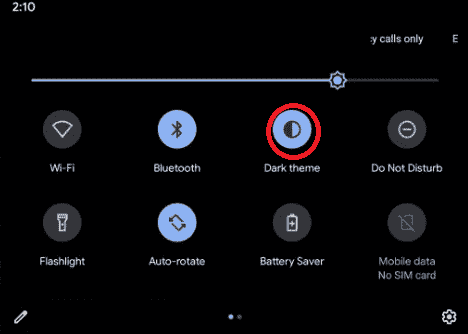 2:10
y calls only E
Wi-Fi Bluetooth Dark theme Do Not Disturb
Flashlight Auto-rotate Battery Saver Mobile data
No SIM card